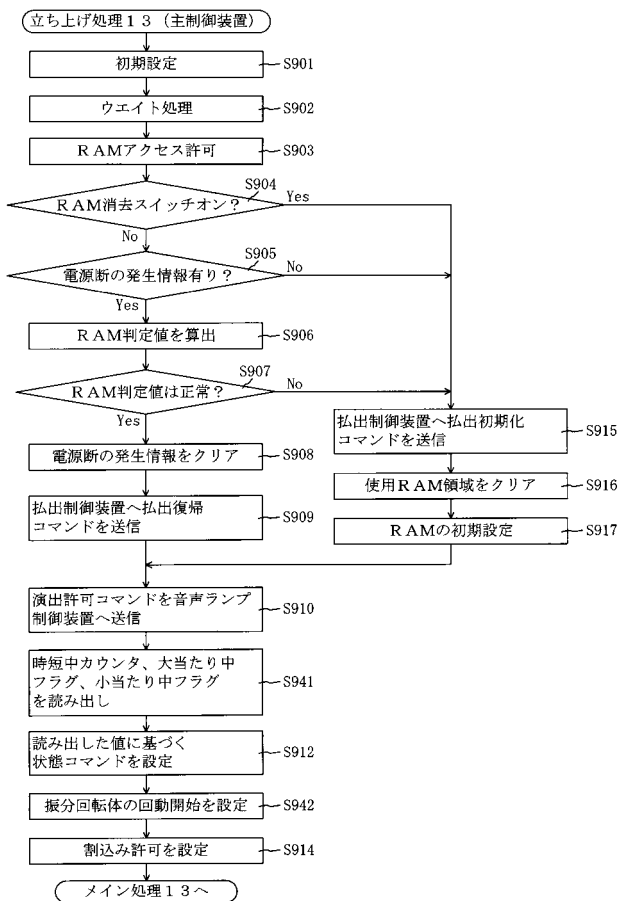 立ち上げ処理13（主制御装置）
初期設定
S901
ウエイト処理
S902
RAMアクセス許可
S903
S904
RAM消去スイッチオン？
Yes
No
S905
電源断の発生情報有り？
No
Yes
RAM判定値を算出
S906
S907
RAM判定値は正常？
No
Yes
電源断の発生情報をクリア
S908
払出制御装置へ払出復帰
コマンドを送信
S909
払出制御装置へ払出初期化
コマンドを送信
S915
使用RAM領域をクリア
S916
RAMの初期設定
S917
演出許可コマンドを音声ランプ
制御装置へ送信
S910
時短中カウンタ、大当たり中
フラグ、小当たり中フラグ
を読み出し
S941
読み出した値に基づく
状態コマンドを設定
S912
振分回転体の回動開始を設定
S942
割込み許可を設定
S914
メイン処理13へ